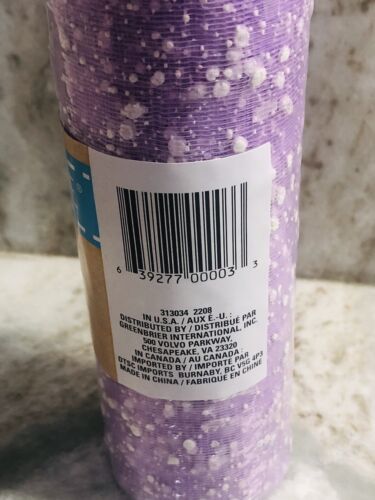 6 39277 00003 3
313034 2208
IN U.S.A. / AUX E.-U. :
DISTRIBUTED BY / DISTRIBUÉ PAR
GREENBRIER INTERNATIONAL, INC.
500 VOLVO PARKWAY,
CHESAPEAKE, VA 23320
IN CANADA / AU CANADA :
IMPORTED BY / IMPORTÉ PAR
DTSC IMPORTS BURNABY, BC V5G 4P3
MADE IN CHINA / FABRIQUÉ EN CHINE